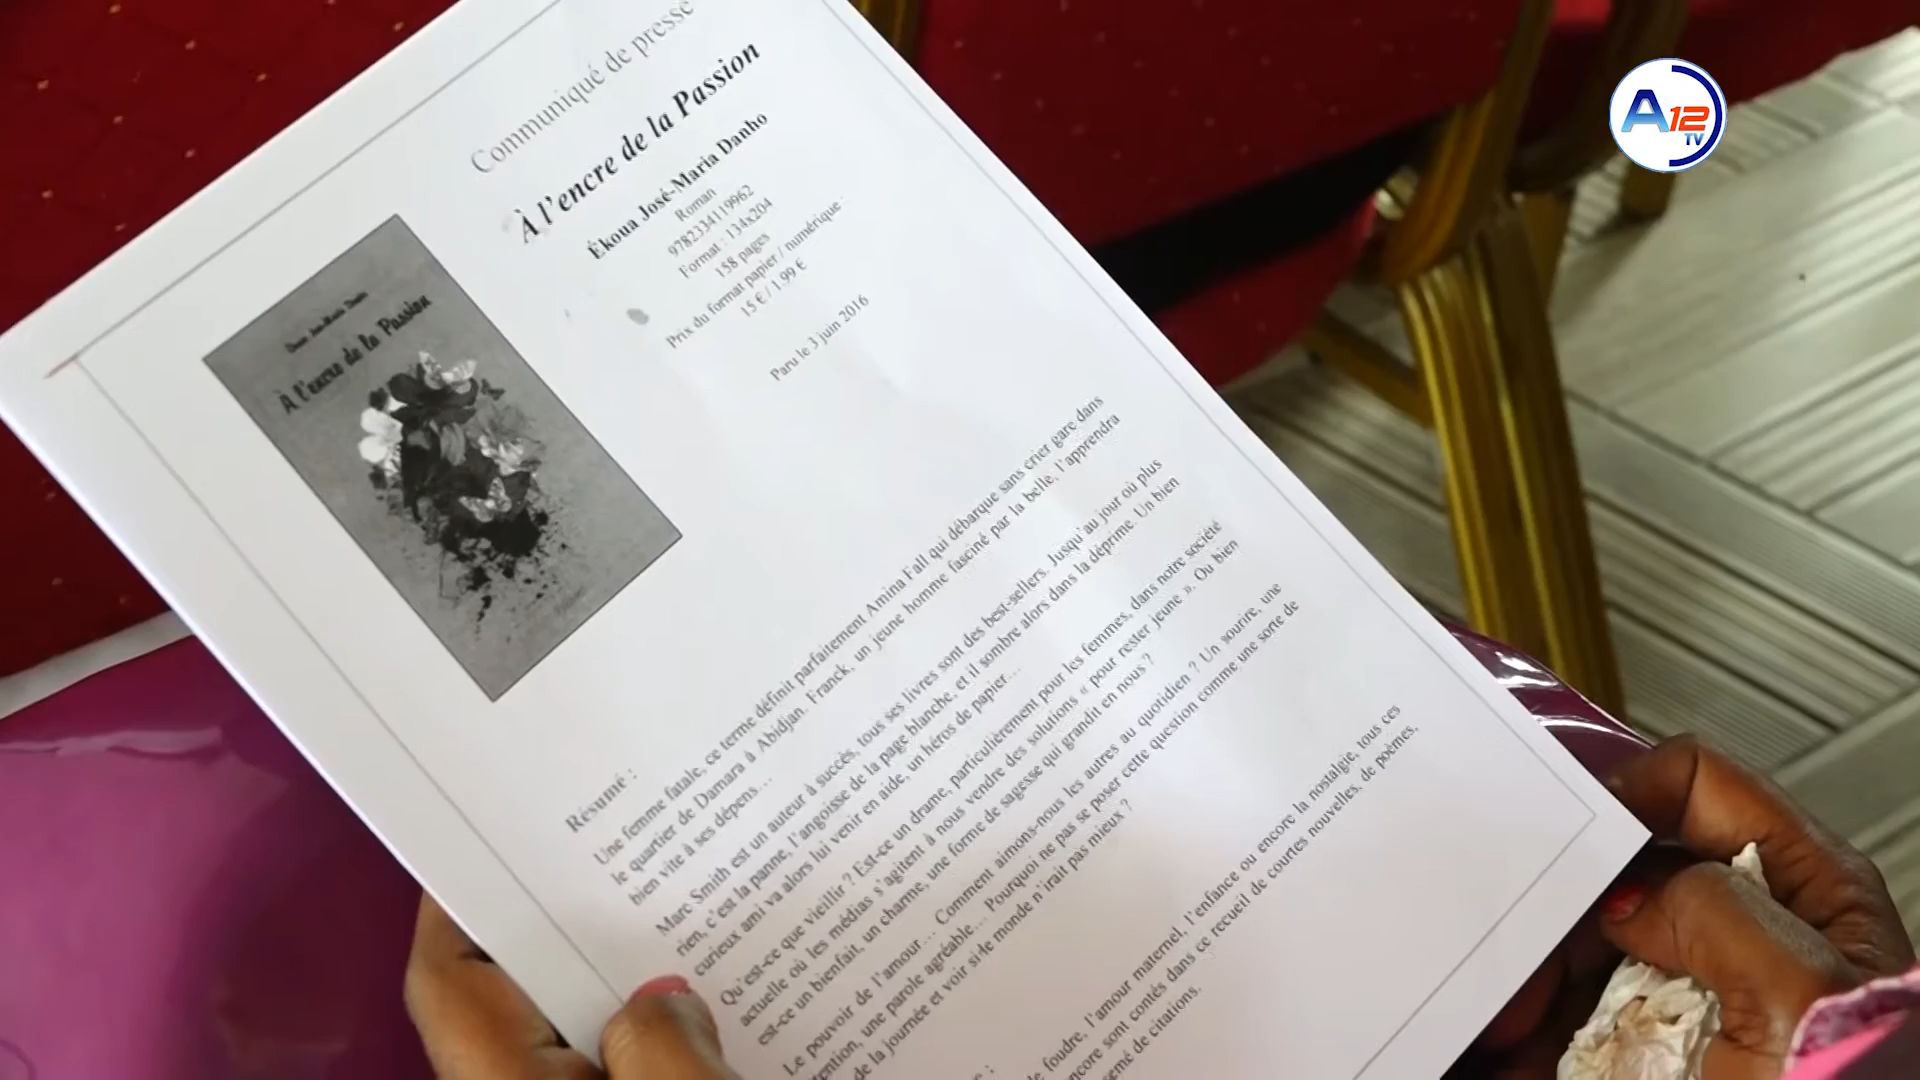 A12
TV
Communiqué de presse
À l'encre de la Passion
Ékoua José-Maria Danho
Roman
9782334119962
Format : 134x204
158 pages
Prix du format papier / numérique :
15 € / 1.99 €
Paru le 3 juin 2016
À l'encre de la Passion
Résumé :
Une femme fatale, ce terme définit parfaitement Amina Fall qui débarque sans crier gare dans
le quartier de Damara à Abidjan. Franck, un jeune homme fasciné par la belle, l'apprendra
bien vite à ses dépens…
Marc Smith est un auteur à succès, tous ses livres sont des best-sellers. Jusqu'au jour où plus
rien, c'est la panne, l'angoisse de la page blanche, et il sombre alors dans la déprime. Un bien
curieux ami va alors lui venir en aide, un héros de papier…
Qu'est-ce que vieillir ? Est-ce un drame, particulièrement pour les femmes, dans notre société
actuelle où les médias s'agitent à nous vendre des solutions « pour rester jeune ». Ou bien
est-ce un bienfait, un charme, une forme de sagesse qui grandit en nous ?
Le pouvoir de l'amour… Comment aimons-nous les autres au quotidien ? Un sourire, une
tention, une parole agréable… Pourquoi ne pas se poser cette question comme une sorte de
de la journée et voir si le monde n'irait pas mieux ?
:
de foudre, l'amour maternel, l'enfance ou encore la nostalgie, tous ces
encore sont contés dans ce recueil de courtes nouvelles, de poèmes,
semé de citations.